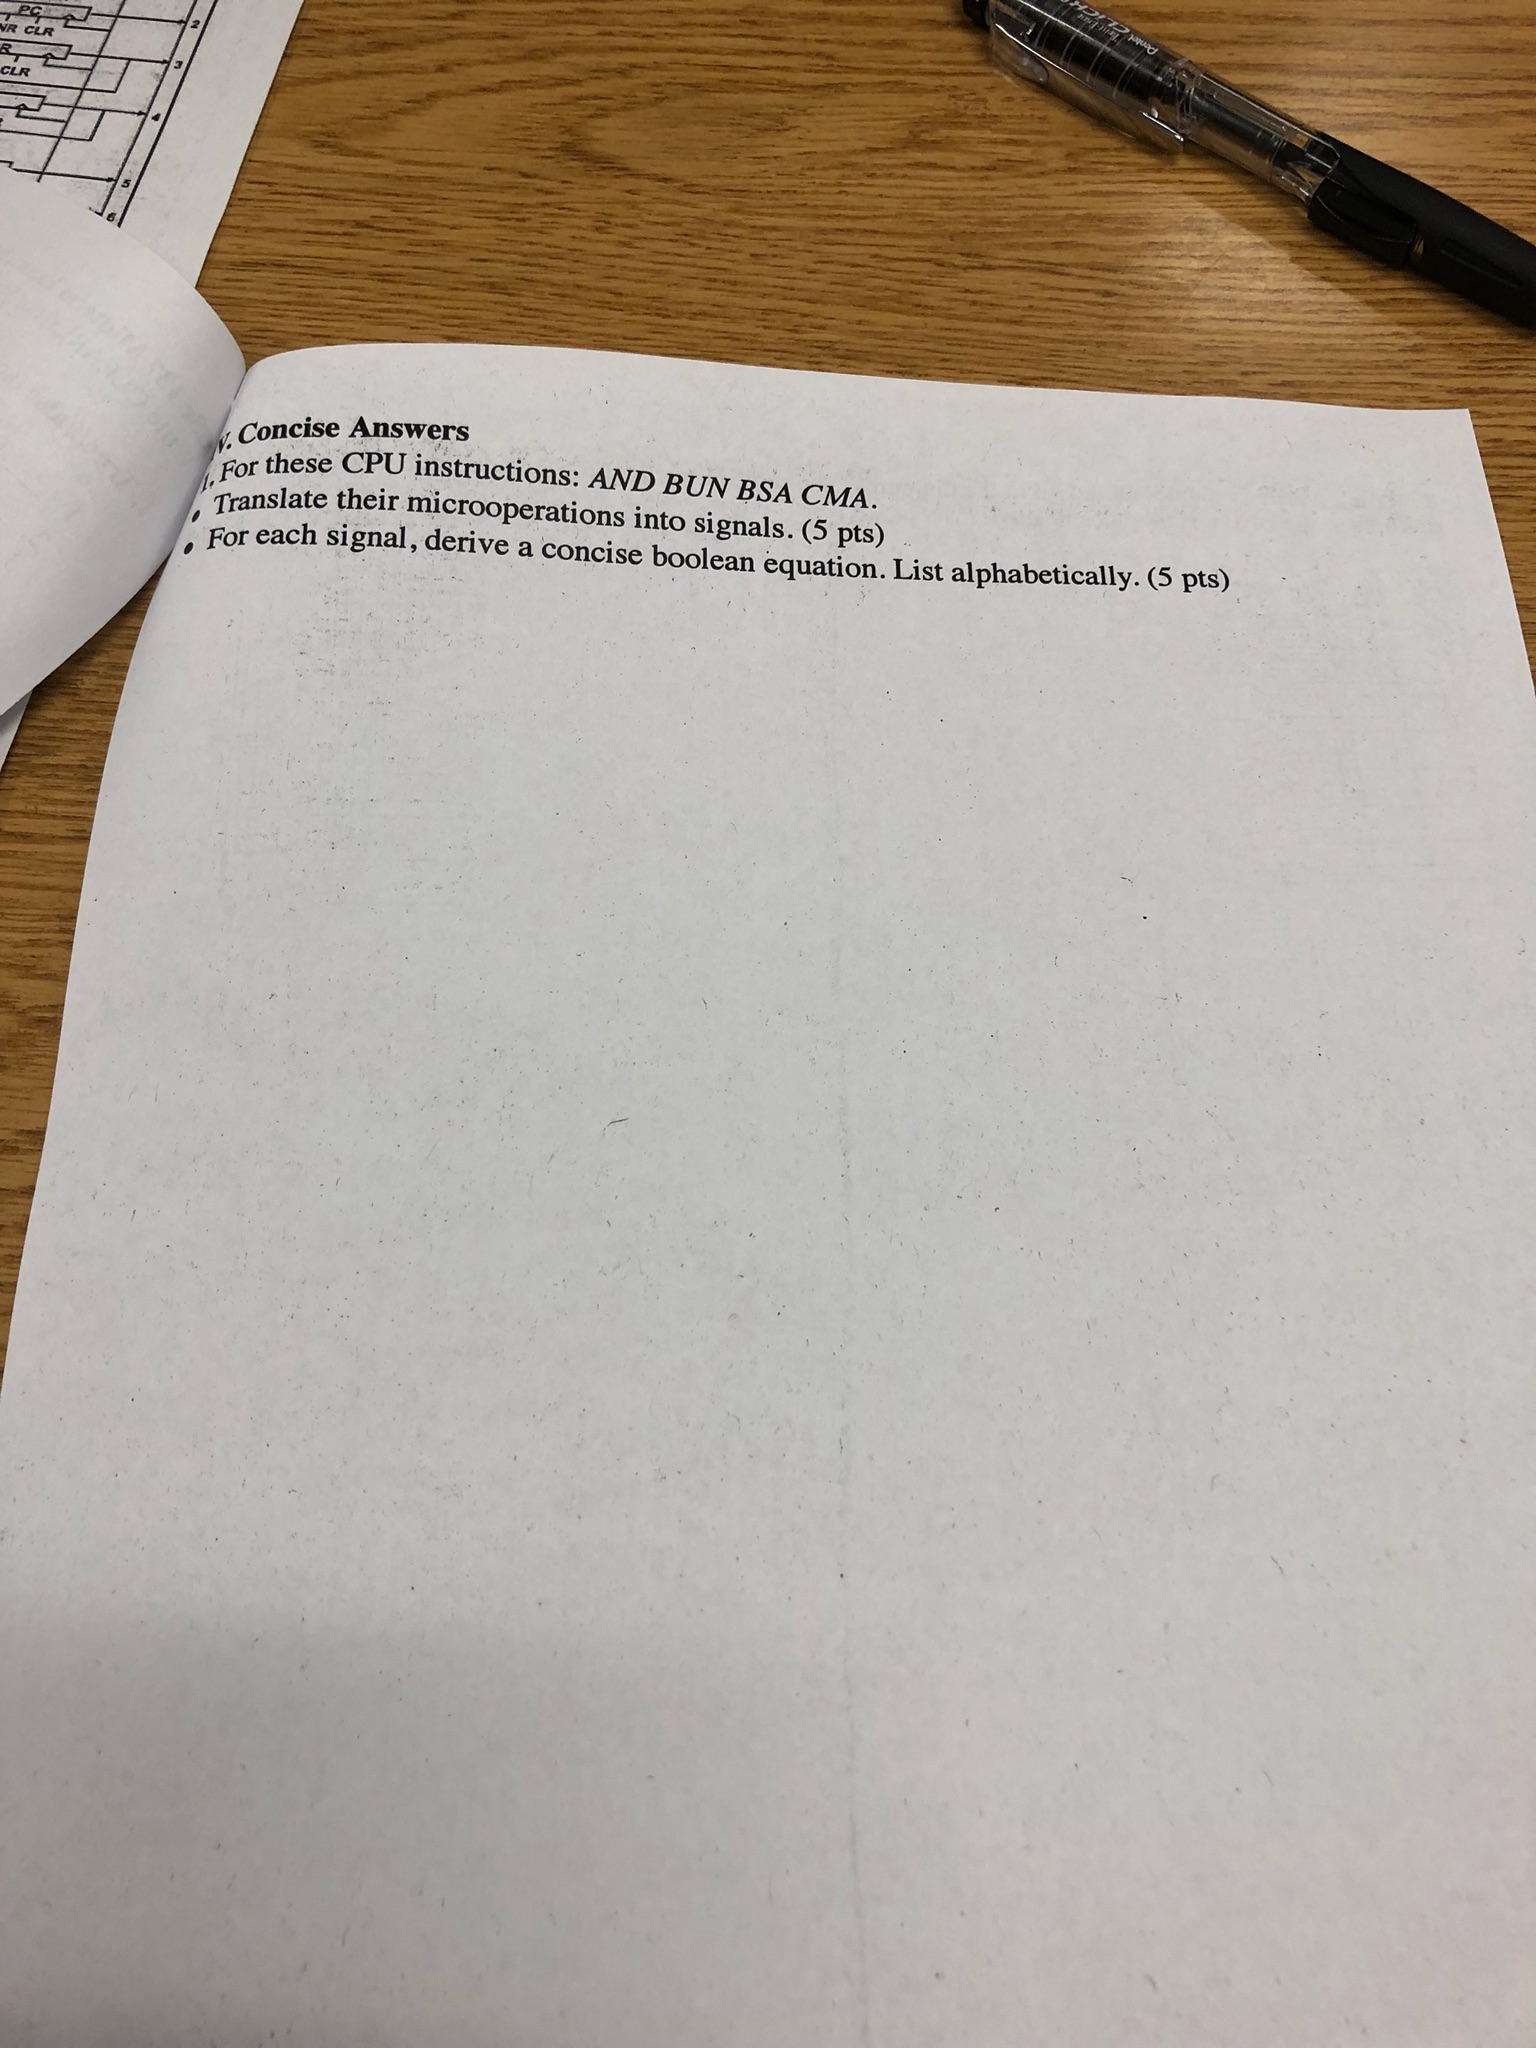 PC
NR CLR
2
R
3
CLR
4
5
6
Pentel CLIC
V. Concise Answers
1. For these CPU instructions: AND BUN BSA CMA.
• Translate their microoperations into signals. (5 pts)
• For each signal, derive a concise boolean equation. List alphabetically. (5 pts)